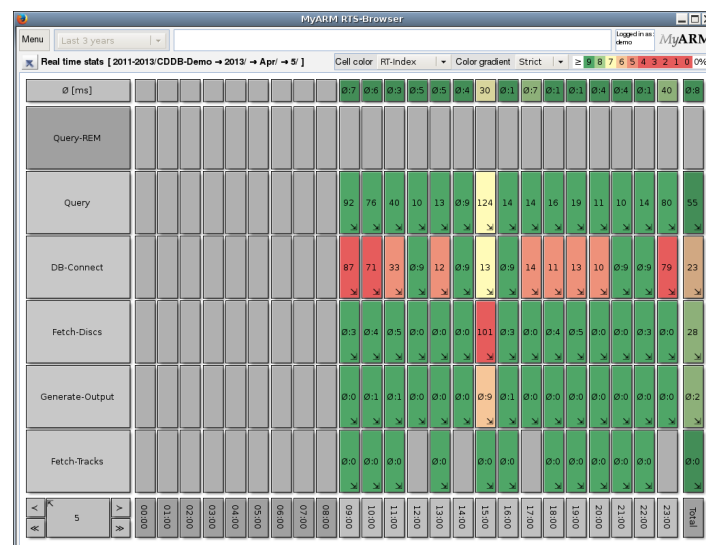 MyARM RTS-Browser
Menu Last 3 years Logged in as: demo MyARM
Real time stats [ 2011-2013/CDDB-Demo → 2013/ → Apr/ → 5/ ] Cell color RT-Index Color gradient Strict ≥ 9 8 7 6 5 4 3 2 1 0 0%
Ø [ms] Ø:7 Ø:6 Ø:3 Ø:5 Ø:5 Ø:4 30 Ø:1 Ø:7 Ø:1 Ø:1 Ø:4 Ø:4 Ø:1 40 Ø:8
Query-REM
Query 92 76 40 10 13 Ø:9 124 14 14 16 19 11 10 14 80 55
DB-Connect 87 71 33 Ø:9 12 Ø:9 13 Ø:9 14 11 13 10 Ø:9 Ø:9 79 23
Fetch-Discs Ø:3 Ø:4 Ø:5 Ø:0 Ø:0 Ø:0 101 Ø:3 Ø:0 Ø:4 Ø:5 Ø:0 Ø:0 Ø:3 Ø:0 28
Generate-Output Ø:0 Ø:1 Ø:1 Ø:0 Ø:0 Ø:0 Ø:9 Ø:1 Ø:0 Ø:0 Ø:0 Ø:0 Ø:0 Ø:0 Ø:0 Ø:2
Fetch-Tracks Ø:0 Ø:0 Ø:0 Ø:0 Ø:0 Ø:0 Ø:0 Ø:0 Ø:0 Ø:0 Ø:0 Ø:0
< 5 > 00:00 01:00 02:00 03:00 04:00 05:00 06:00 07:00 08:00 09:00 10:00 11:00 12:00 13:00 14:00 15:00 16:00 17:00 18:00 19:00 20:00 21:00 22:00 23:00 Total
≪ ≫